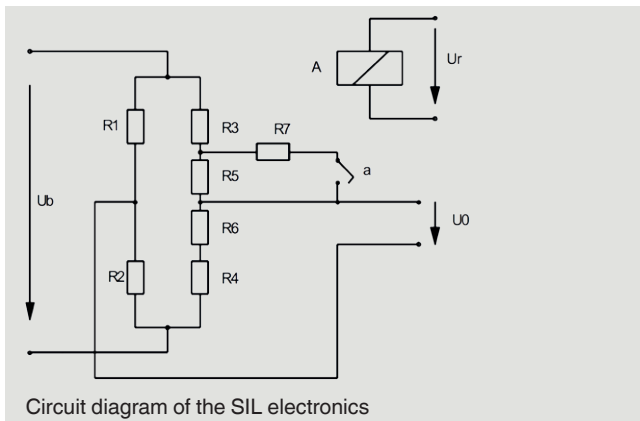 A
Ur
R1
R3
R7
R5
a
Ub
R6
U0
R2
R4
Circuit diagram of the SIL electronics